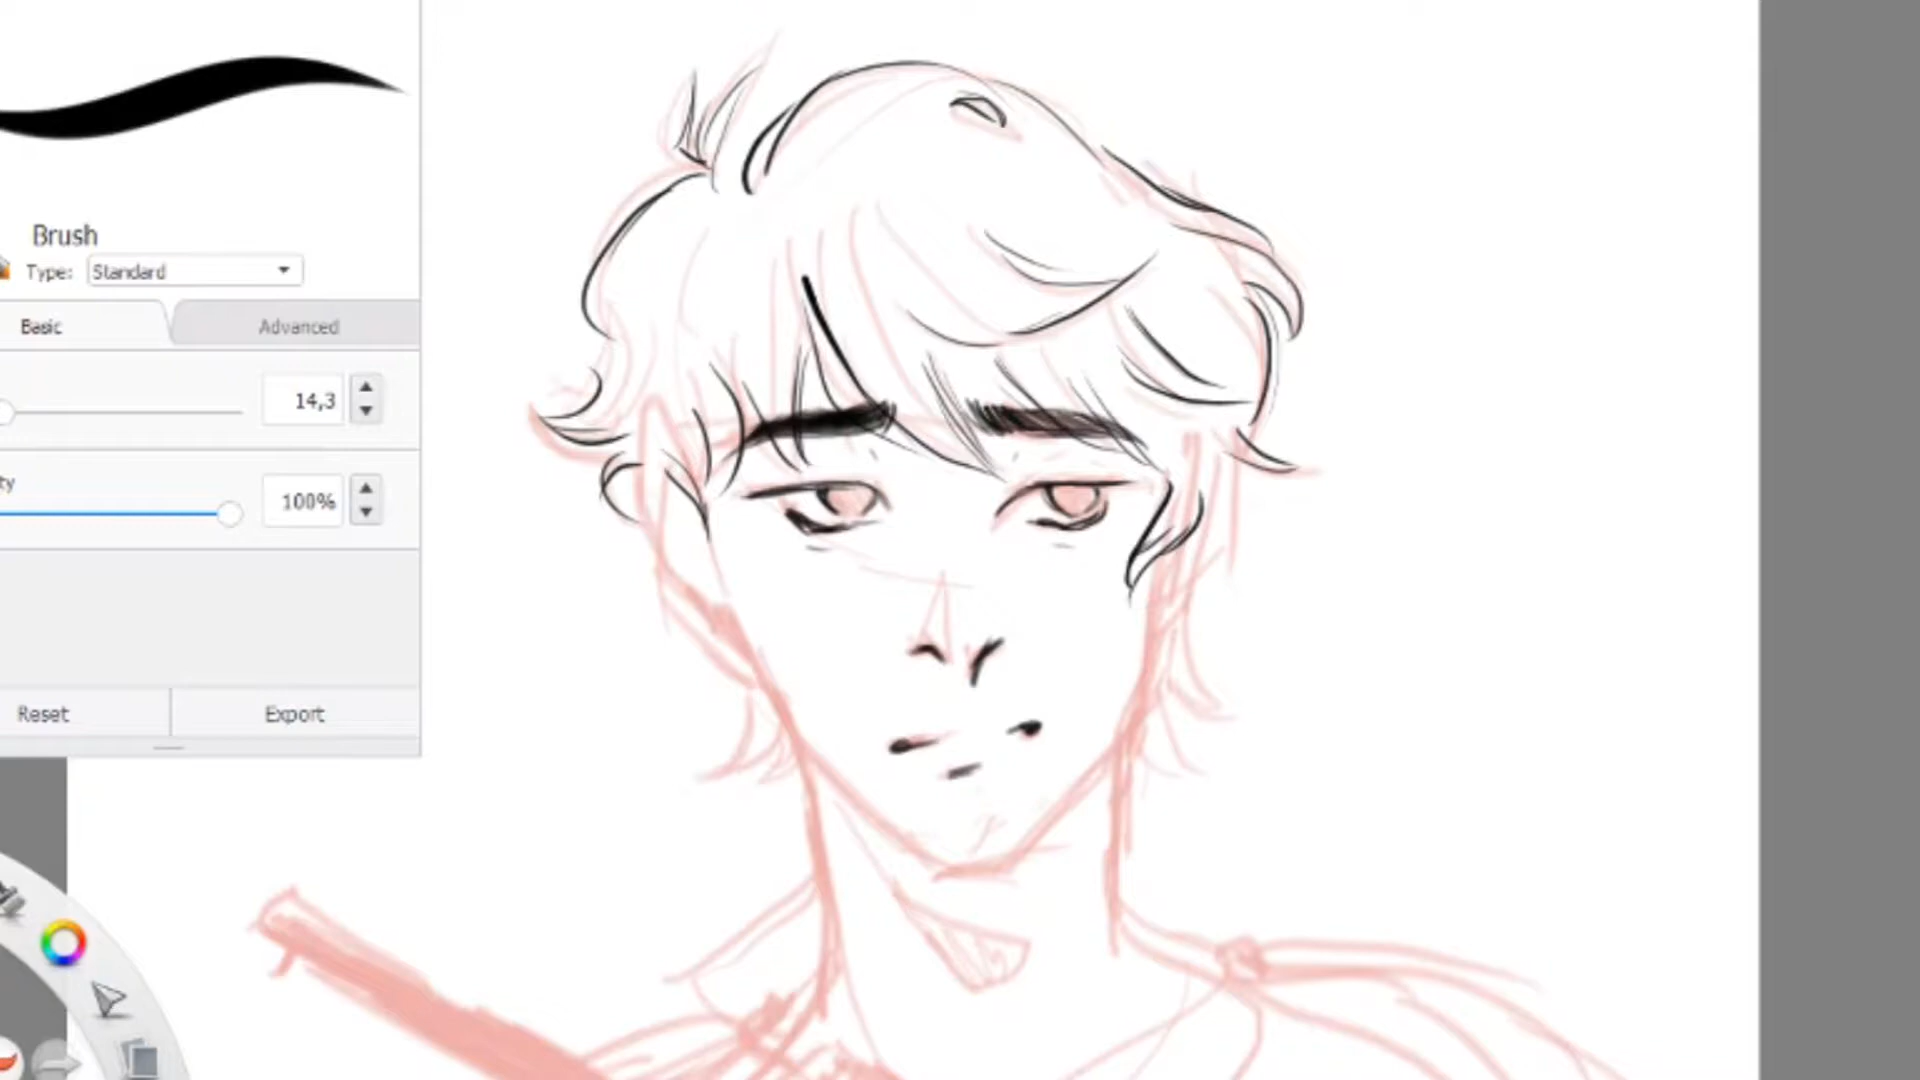 Brush
Type: Standard
Basic Advanced
14,3
ty
100%
Reset Export